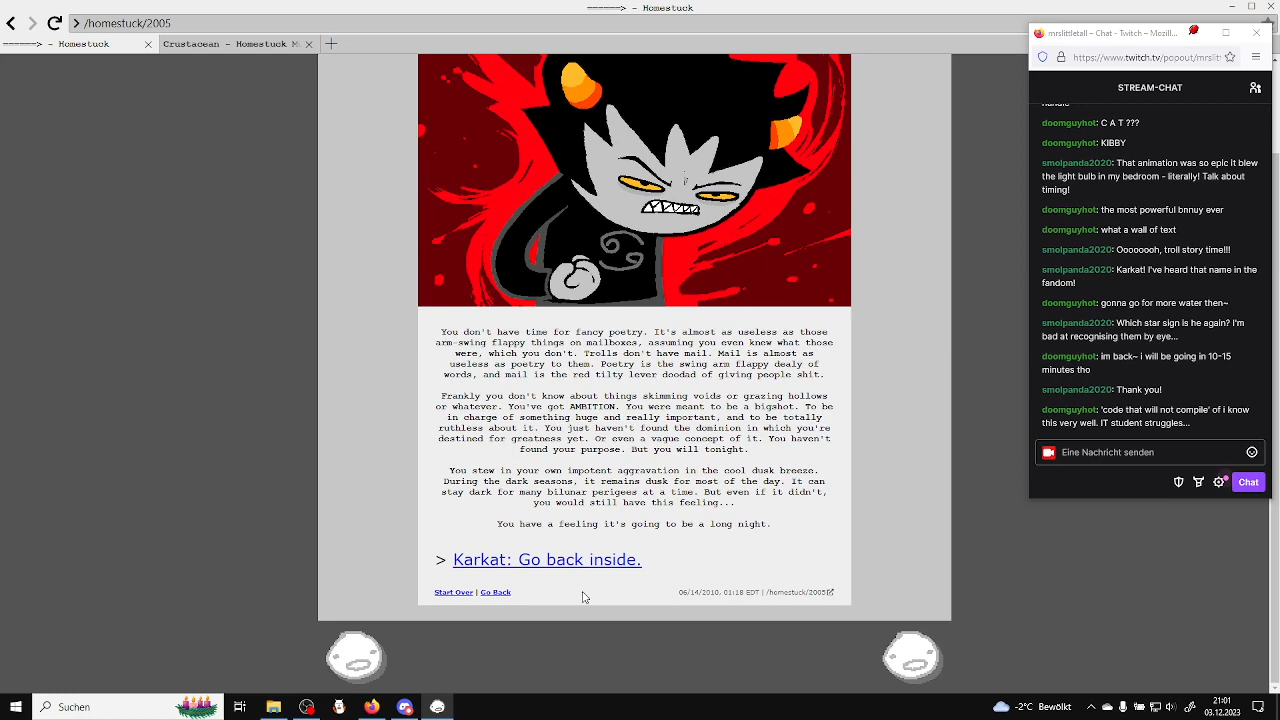 ======> - Homestuck
>/homestuck/2005
======> - Homestuck
Crustacean - Homestuck M
You don't have time for fancy poetry. It's almost as useless as those
arm-swing flappy things on mailboxes, assuming you even knew what those
were, which you don't. Trolls don't have mail. Mail is almost as
useless as poetry to them. Poetry is the swing arm flappy dealy of
words, and mail is the red tilty lever doodad of giving people shit.
Frankly you don't know about things skimming voids or grazing hollows
or whatever. You've got AMBITION. You were meant to be a bigshot. To be
in charge of something huge and really important, and to be totally
ruthless about it. You just haven't found the dominion in which you're
destined for greatness yet. Or even a vague concept of it. You haven't
found your purpose. But you will tonight.
You stew in your own impotent aggravation in the cool dusk breeze.
During the dark seasons, it remains dusk for most of the day. It can
stay dark for many bilunar perigees at a time. But even if it didn't,
you would still have this feeling...
You have a feeling it's going to be a long night.
> Karkat: Go back inside.
Start Over | Go Back
06/14/2010, 01:18 EDT | /homestuck/2005
mrslittletall – Chat – Twitch – Mozill...
https://www.twitch.tv/popout/mrslitt
STREAM-CHAT
handle
doomguyhot: C A T ???
doomguyhot: KIBBY
smolpanda2020: That animation was so epic it blew
the light bulb in my bedroom - literally! Talk about
timing!
doomguyhot: the most powerful bnnuy ever
doomguyhot: what a wall of text
smolpanda2020: Oooooooh, troll story time!!!
smolpanda2020: Karkat! I've heard that name in the
fandom!
doomguyhot: gonna go for more water then~
smolpanda2020: Which star sign is he again? I'm
bad at recognising them by eye...
doomguyhot: im back~ i will be going in 10-15
minutes tho
smolpanda2020: Thank you!
doomguyhot: to a job that will not accept lef of i know
this very well. IT student struggles...
Eine Nachricht senden
Chat
Suchen
-2°C Bewölkt
21:01
03.12.2023